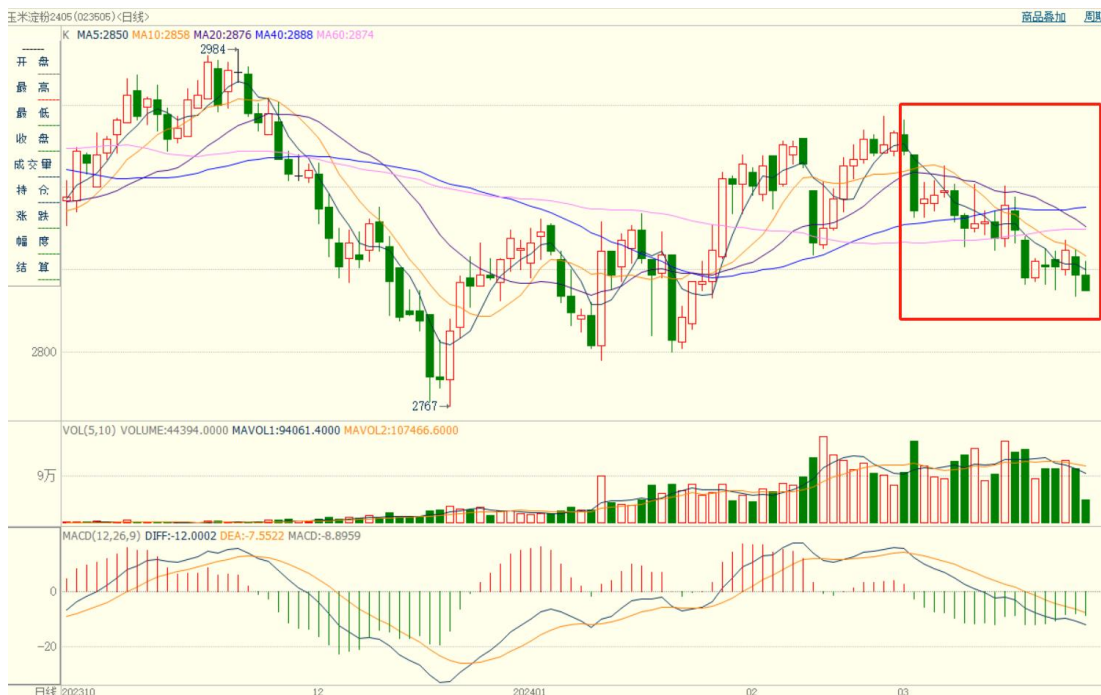 玉米淀粉2405(023505)<日线> 商品叠加 周期
K MA5:2850 MA10:2858 MA20:2876 MA40:2888 MA60:2874
2984→
开 盘
最 高
最 低
收 盘
成交量
持 仓
涨 跌
幅 度
结 算
2800
2767→
VOL(5,10) VOLUME:44394.0000 MAVOL1:94061.4000 MAVOL2:107466.6000
9万
MACD(12,26,9) DIFF:-12.0002 DEA:-7.5522 MACD:-8.8959
0
-20
日线 202310 12 202401 02 03